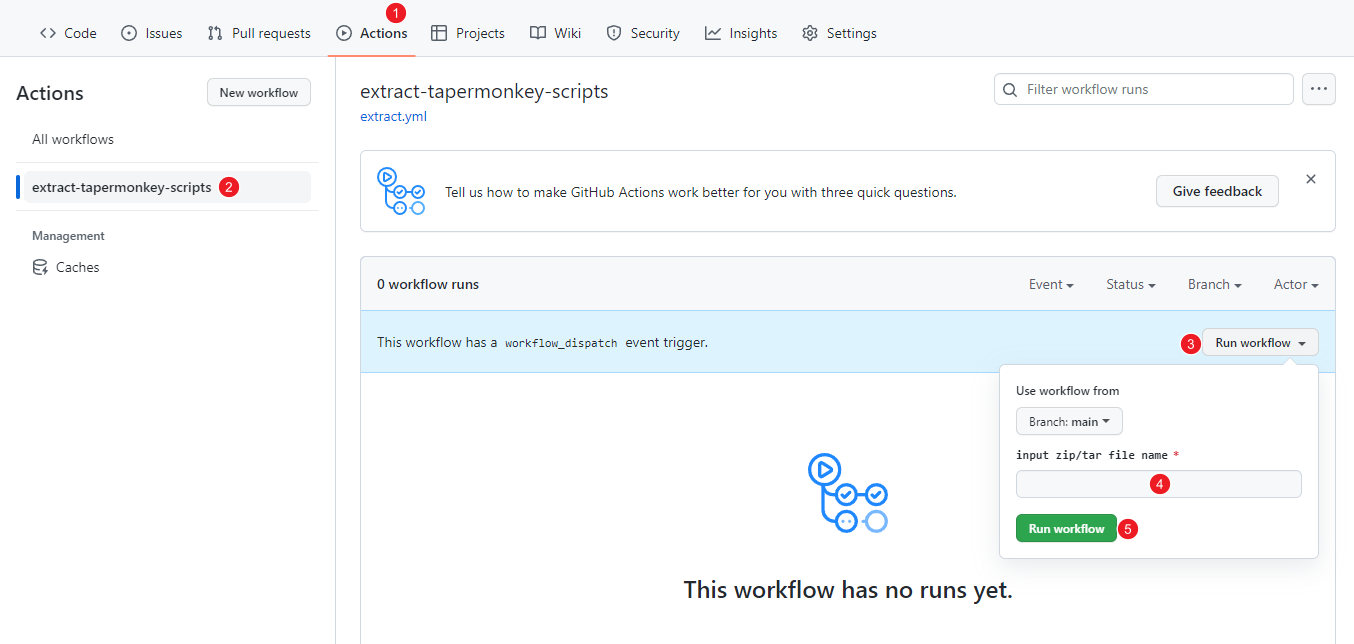 1
Code Issues Pull requests Actions Projects Wiki Security Insights Settings
Actions
New workflow
All workflows
extract-tapermonkey-scripts 2
Management
Caches
extract-tapermonkey-scripts
extract.yml
Filter workflow runs
Tell us how to make GitHub Actions work better for you with three quick questions.
Give feedback
0 workflow runs
Event Status Branch Actor
This workflow has a workflow_dispatch event trigger.
3 Run workflow
Use workflow from
Branch: main
input zip/tar file name *
4
Run workflow 5
This workflow has no runs yet.